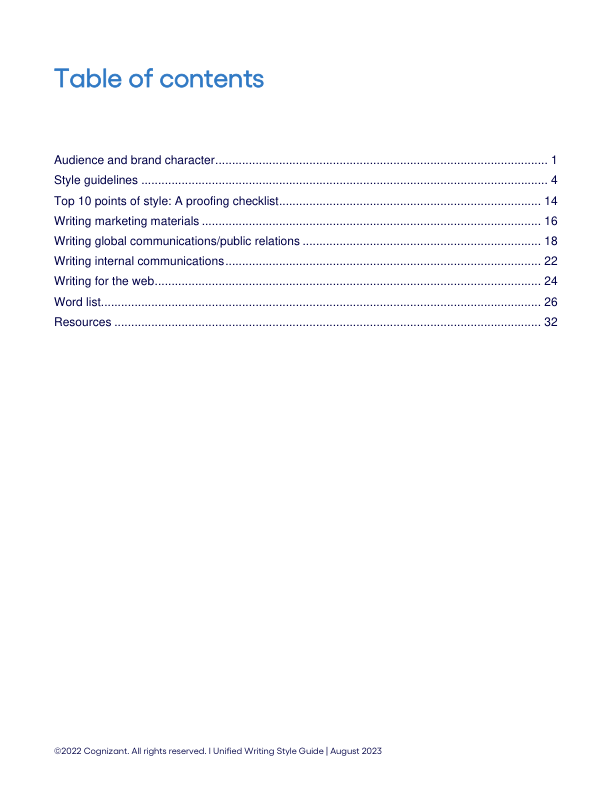 Table of contents
Audience and brand character.................................................................................................... 1
Style guidelines .......................................................................................................................... 4
Top 10 points of style: A proofing checklist............................................................................... 14
Writing marketing materials ...................................................................................................... 16
Writing global communications/public relations ........................................................................ 18
Writing internal communications............................................................................................... 22
Writing for the web.................................................................................................................... 24
Word list.................................................................................................................................... 26
Resources ................................................................................................................................ 32
©2022 Cognizant. All rights reserved. I Unified Writing Style Guide | August 2023